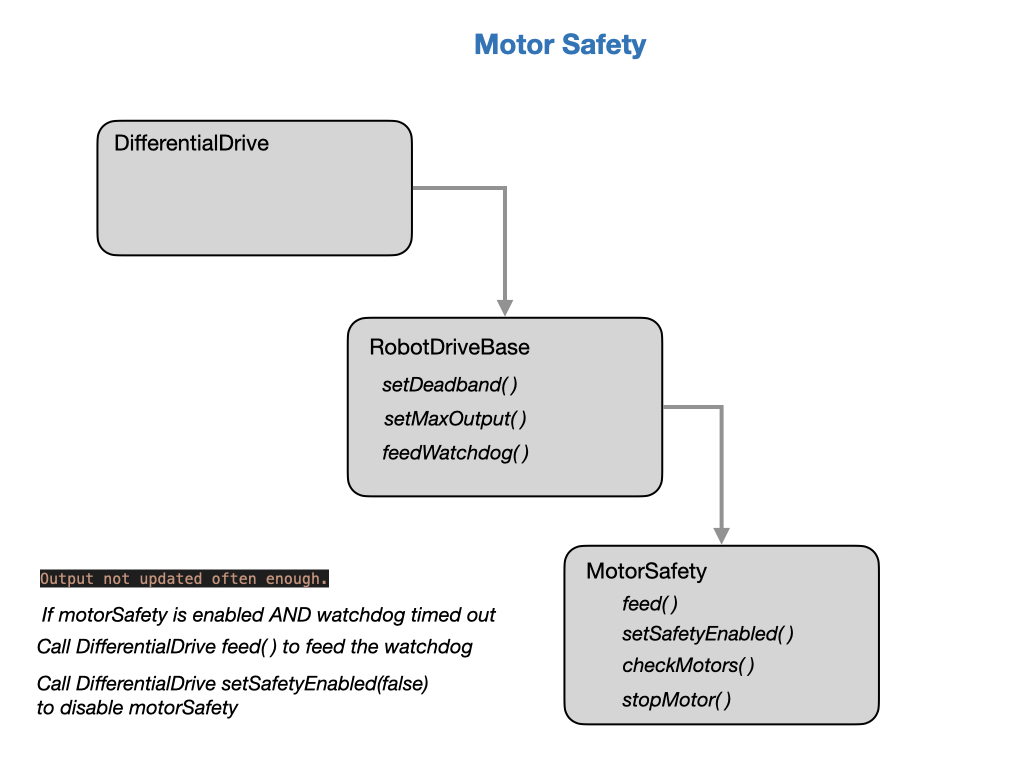 Motor Safety
DifferentialDrive
RobotDriveBase
setDeadband( )
setMaxOutput( )
feedWatchdog( )
MotorSafety
feed( )
setSafetyEnabled( )
checkMotors( )
stopMotor( )
Output not updated often enough.
If motorSafety is enabled AND watchdog timed out
Call DifferentialDrive feed( ) to feed the watchdog
Call DifferentialDrive setSafetyEnabled(false)
to disable motorSafety